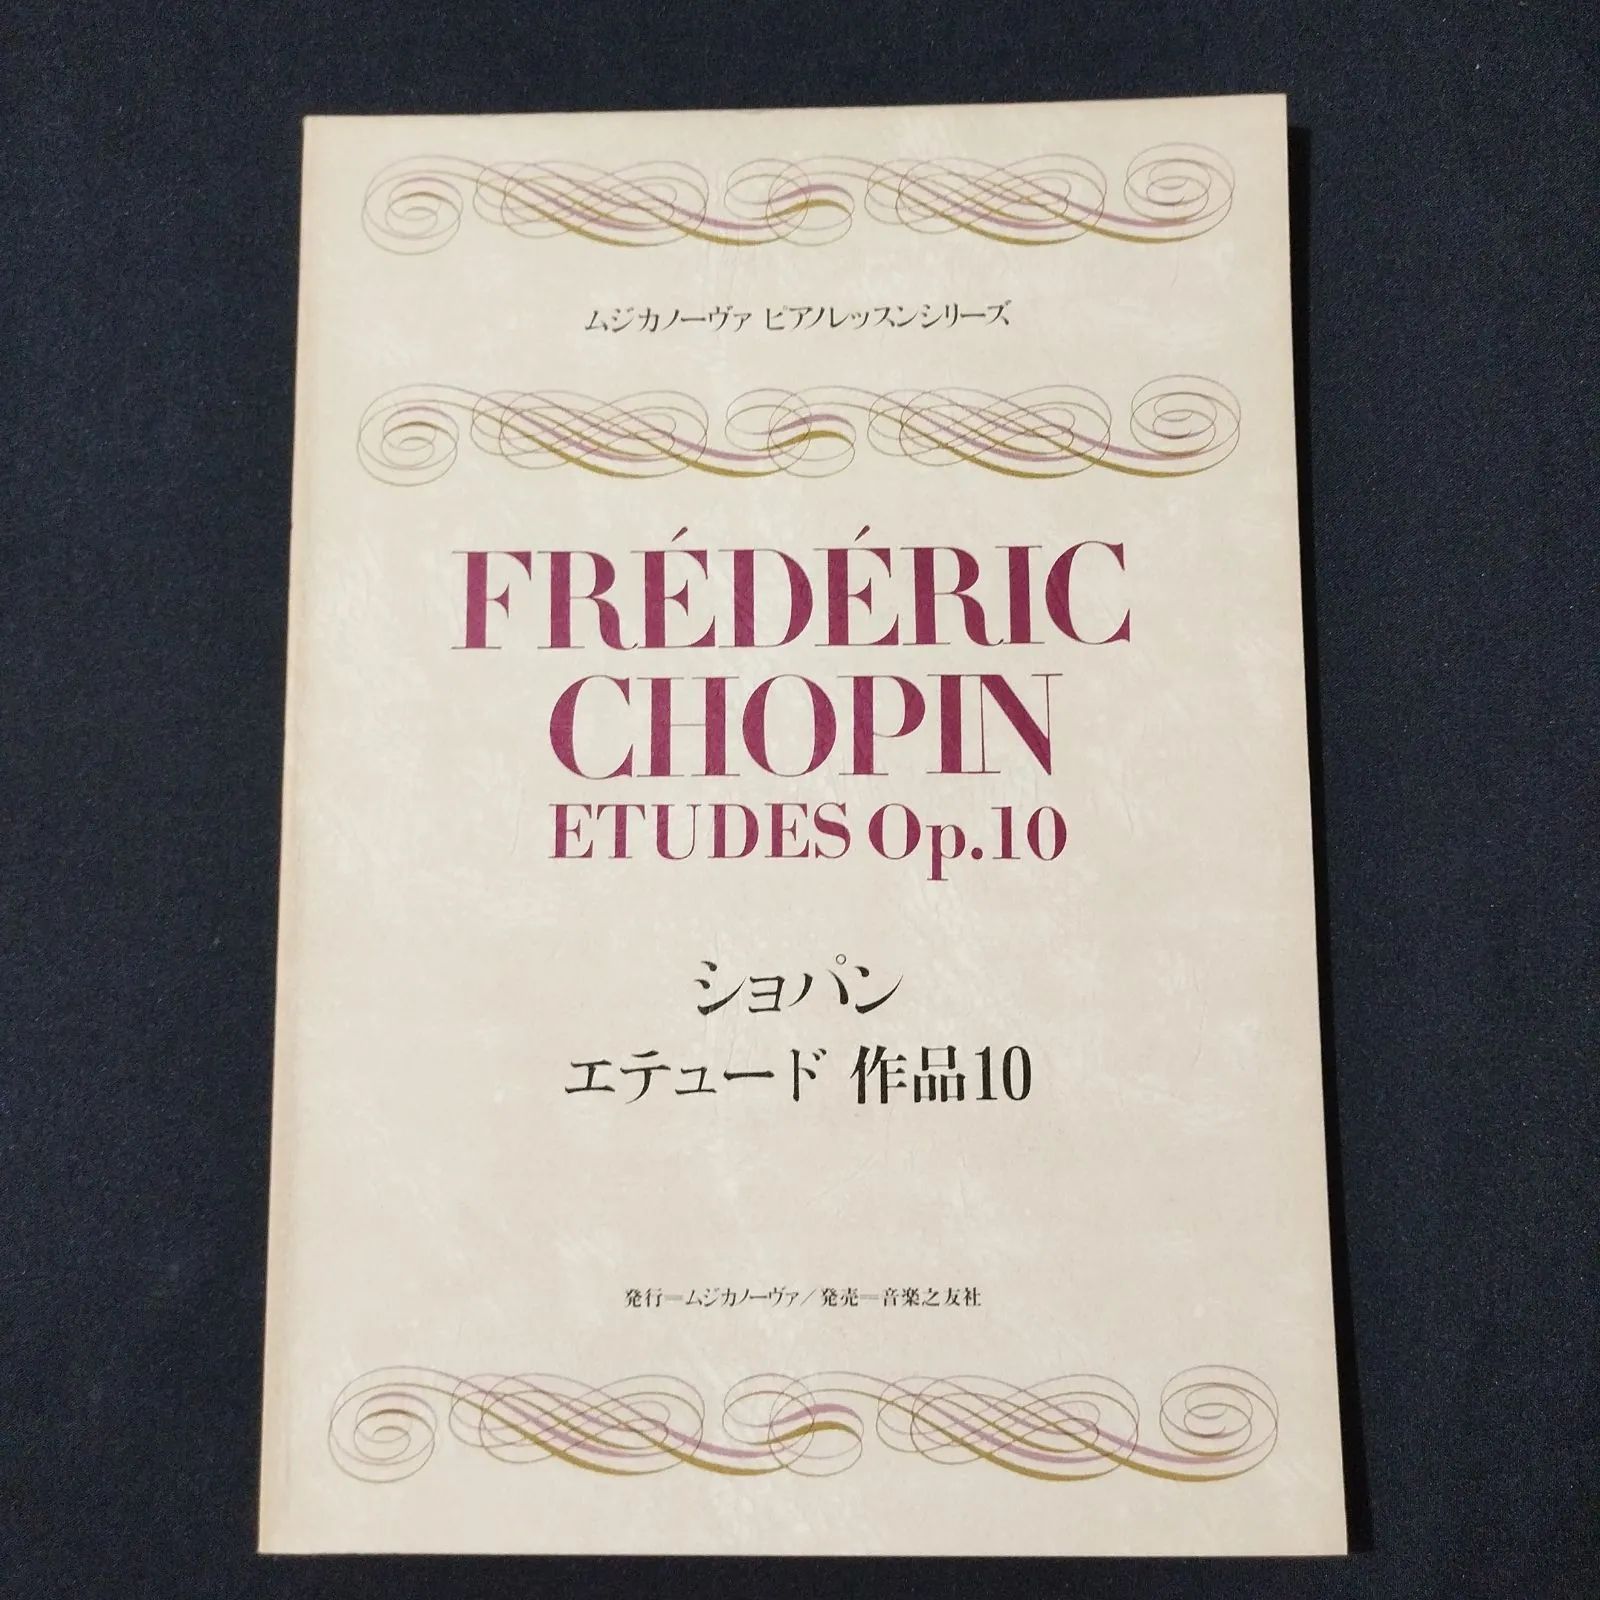 ムジカノーヴァ ピアノレッスンシリーズ
FRÉDÉRIC
CHOPIN
ETUDES Op.10
ショパン
エテュード 作品10
発行=ムジカノーヴァ/発売=音楽之友社